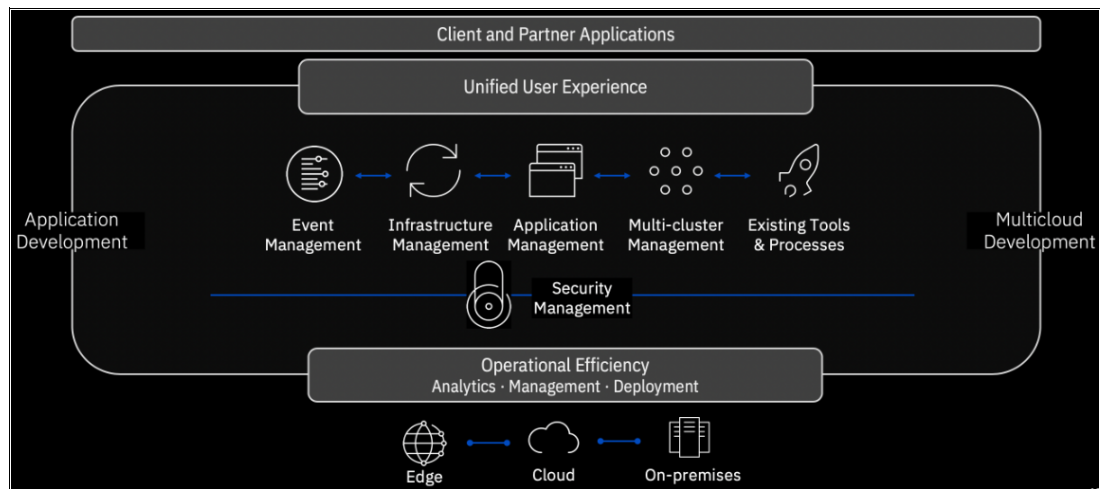 Client and Partner Applications
Unified User Experience
Application
Development
Event
Management
Infrastructure
Management
Application
Management
Multi-cluster
Management
Existing Tools
& Processes
Multicloud
Development
Security
Management
Operational Efficiency
Analytics · Management · Deployment
Edge
Cloud
On-premises